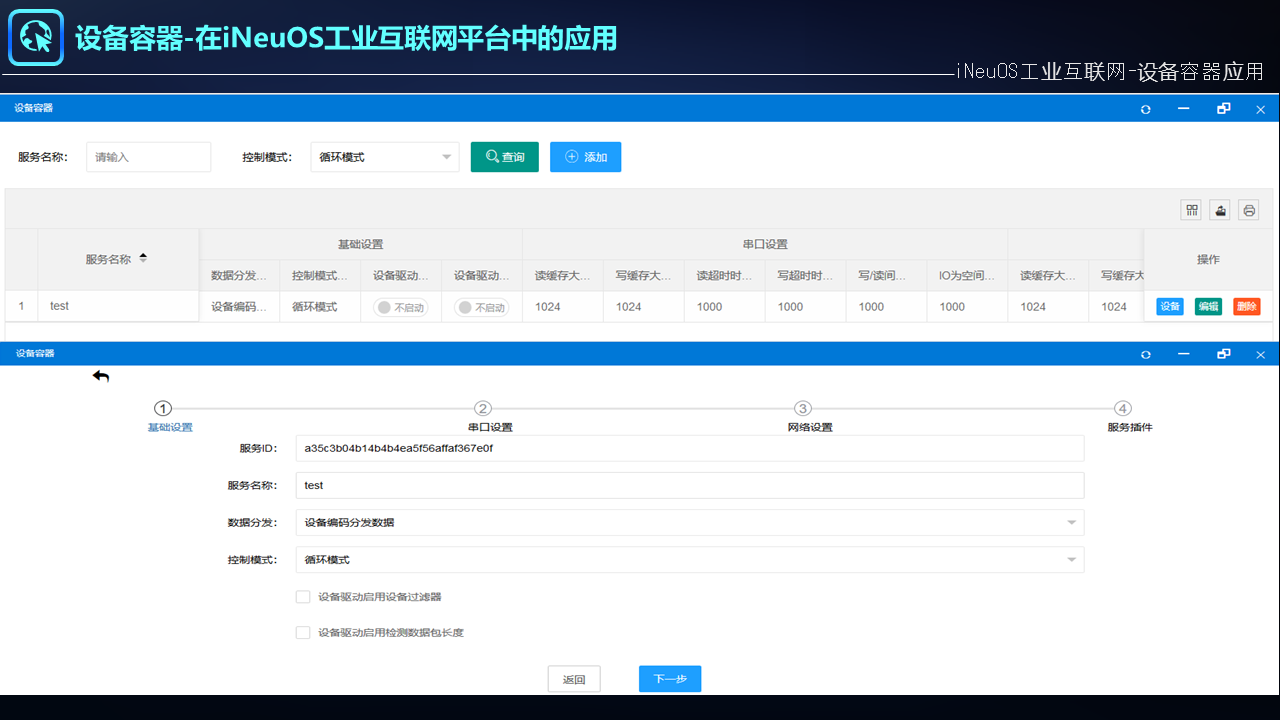 设备容器-在iNeuOS工业互联网平台中的应用
iNeuOS工业互联网-设备容器应用
设备容器
服务名称： 请输入 控制模式： 循环模式 查询 添加
基础设置 串口设置
服务名称 操作
数据分发... 控制模式... 设备驱动... 设备驱动... 读缓存大... 写缓存大... 读超时时... 写超时时... 写/读间... IO为空间... 读缓存大... 写缓存大
1 test 设备编码... 循环模式 不启动 不启动 1024 1024 1000 1000 1000 1000 1024 1024 设备 编辑 删除
设备容器
1 2 3 4
基础设置 串口设置 网络设置 服务插件
服务ID： a35c3b04b14b4b4ea5f56affaf367e0f
服务名称： test
数据分发： 设备编码分发数据
控制模式： 循环模式
设备驱动启用设备过滤器
设备驱动启用检测数据包长度
返回 下一步